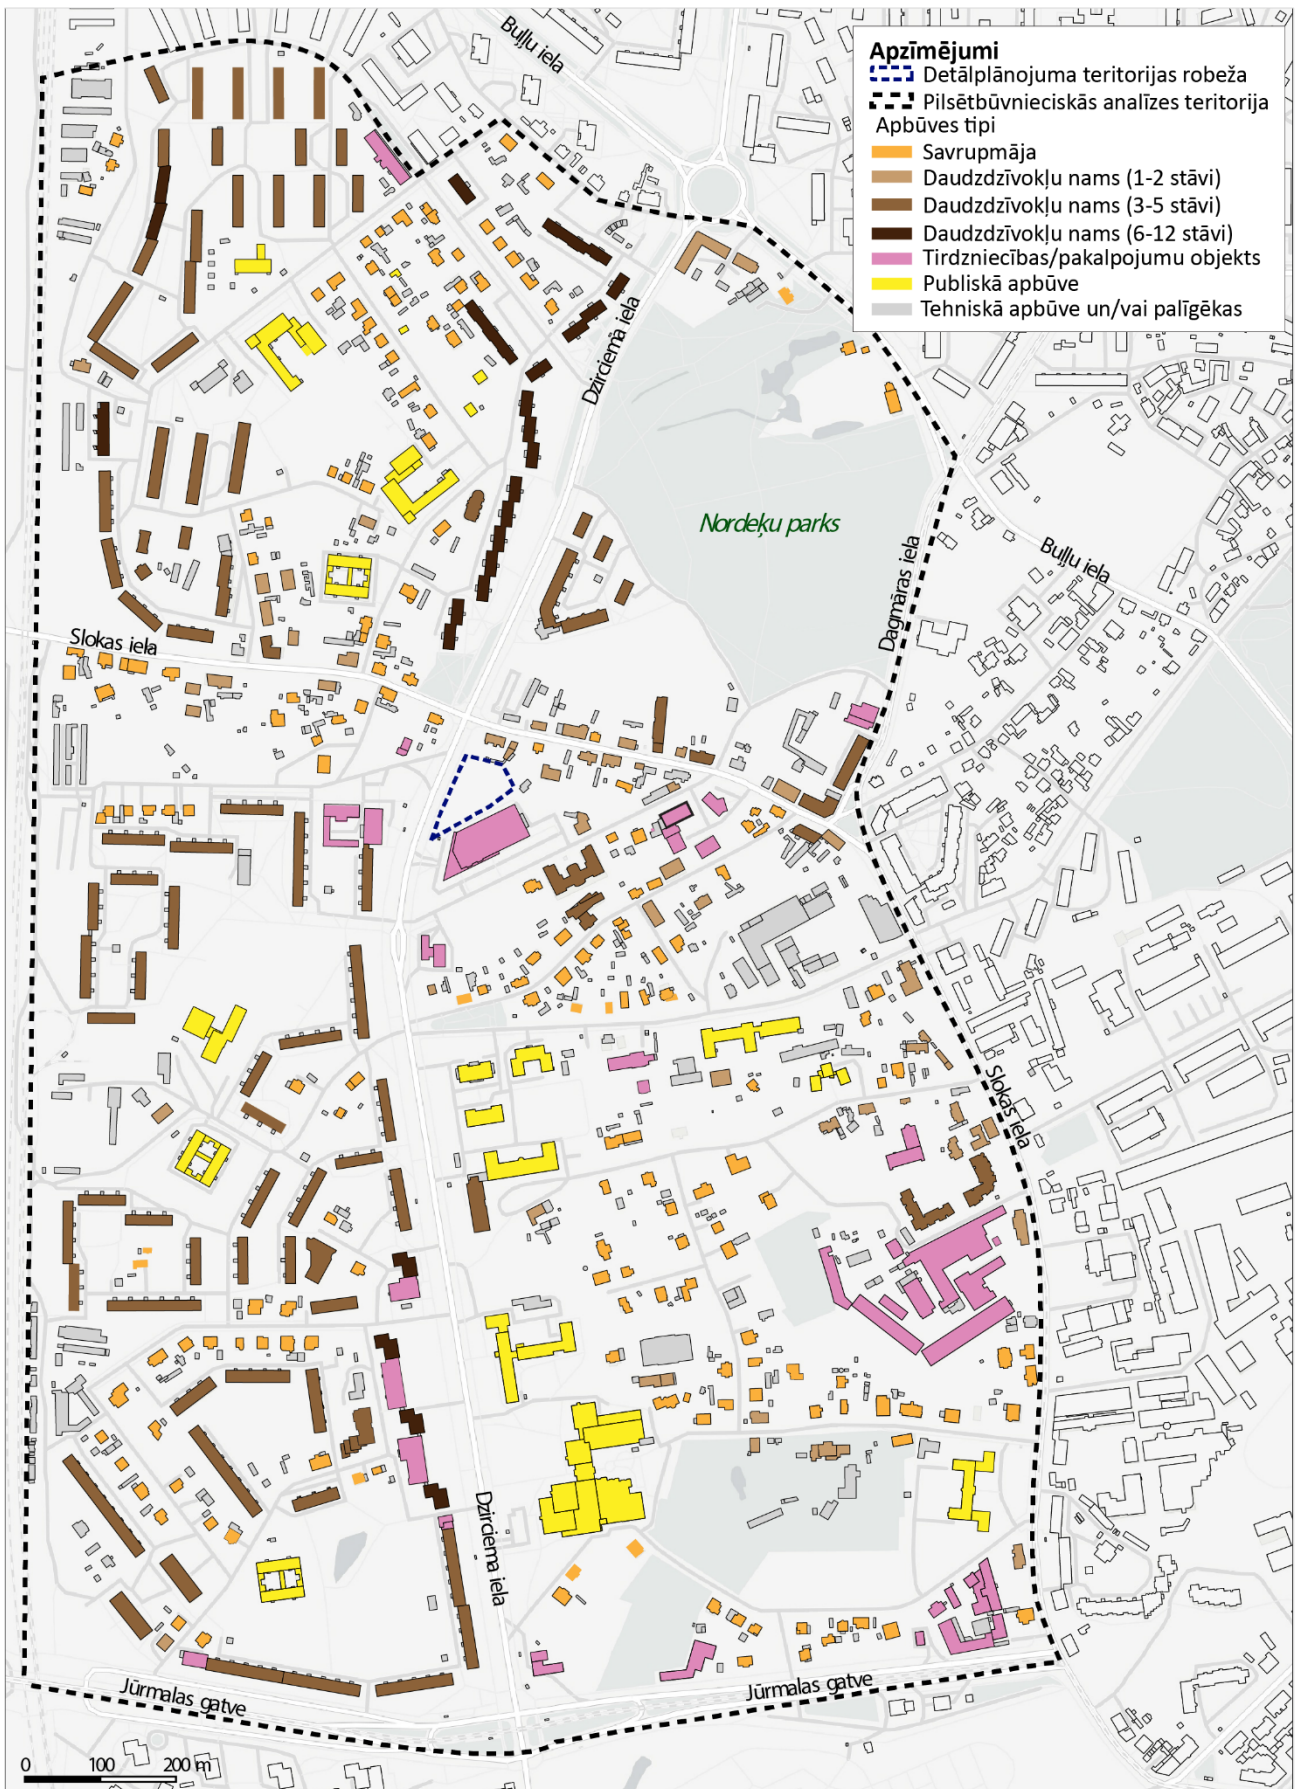 Buļļu iela
Apzīmējumi
Detālplānojuma teritorijas robeža
Pilsētbūvnieciskās analīzes teritorija
Apbūves tipi
Savrupmāja
Daudzdzīvokļu nams (1-2 stāvi)
Daudzdzīvokļu nams (3-5 stāvi)
Daudzdzīvokļu nams (6-12 stāvi)
Tirdzniecības/pakalpojumu objekts
Publiskā apbūve
Tehniskā apbūve un/vai palīgēkas
Dzirciema iela
Nordeķu parks
Buļļu iela
Dagmāras iela
Slokas iela
Slokas iela
Dzirciema iela
Jūrmalas gatve
Jūrmalas gatve
0 100 200 m